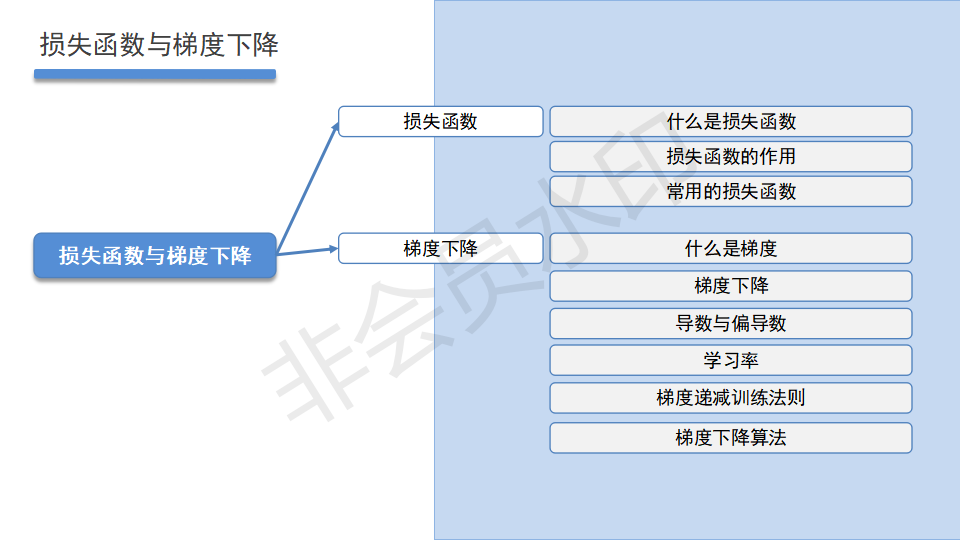 损失函数与梯度下降
损失函数
什么是损失函数
损失函数的作用
常用的损失函数
损失函数与梯度下降
梯度下降
什么是梯度
梯度下降
导数与偏导数
学习率
梯度递减训练法则
梯度下降算法
非会员水印